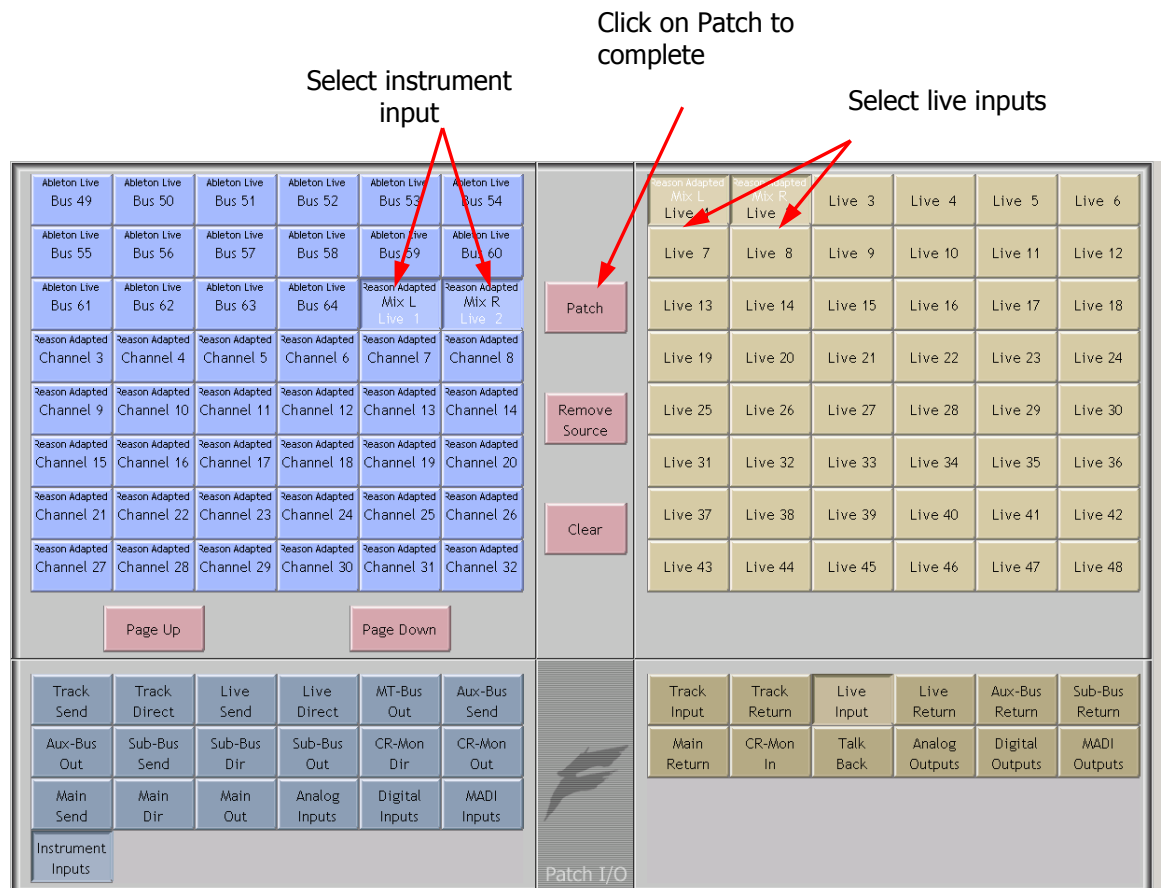 Click on Patch to
complete
Select instrument
input
Select live inputs
Ableton Live Ableton Live Ableton Live Ableton Live Ableton Live Ableton Live
Bus 49 Bus 50 Bus 51 Bus 52 Bus 53 Bus 54
Ableton Live Ableton Live Ableton Live Ableton Live Ableton Live Ableton Live
Bus 55 Bus 56 Bus 57 Bus 58 Bus 59 Bus 60
Ableton Live Ableton Live Ableton Live Ableton Live Reason Adapted Reason Adapted
Bus 61 Bus 62 Bus 63 Bus 64 Mix L Mix R
Live 1 Live 2
Reason Adapted Reason Adapted Reason Adapted Reason Adapted Reason Adapted Reason Adapted
Channel 3 Channel 4 Channel 5 Channel 6 Channel 7 Channel 8
Reason Adapted Reason Adapted Reason Adapted Reason Adapted Reason Adapted Reason Adapted
Channel 9 Channel 10 Channel 11 Channel 12 Channel 13 Channel 14
Reason Adapted Reason Adapted Reason Adapted Reason Adapted Reason Adapted Reason Adapted
Channel 15 Channel 16 Channel 17 Channel 18 Channel 19 Channel 20
Reason Adapted Reason Adapted Reason Adapted Reason Adapted Reason Adapted Reason Adapted
Channel 21 Channel 22 Channel 23 Channel 24 Channel 25 Channel 26
Reason Adapted Reason Adapted Reason Adapted Reason Adapted Reason Adapted Reason Adapted
Channel 27 Channel 28 Channel 29 Channel 30 Channel 31 Channel 32
Page Up Page Down
Patch
Remove
Source
Clear
Reason Adapted Reason Adapted
Mix L Mix R
Live 1 Live Live 3 Live 4 Live 5 Live 6
Live 7 Live 8 Live 9 Live 10 Live 11 Live 12
Live 13 Live 14 Live 15 Live 16 Live 17 Live 18
Live 19 Live 20 Live 21 Live 22 Live 23 Live 24
Live 25 Live 26 Live 27 Live 28 Live 29 Live 30
Live 31 Live 32 Live 33 Live 34 Live 35 Live 36
Live 37 Live 38 Live 39 Live 40 Live 41 Live 42
Live 43 Live 44 Live 45 Live 46 Live 47 Live 48
Track Track Live Live MT-Bus Aux-Bus
Send Direct Send Direct Out Send
Aux-Bus Sub-Bus Sub-Bus Sub-Bus CR-Mon CR-Mon
Out Send Dir Out Dir Out
Main Main Main Analog Digital MADI
Send Dir Out Inputs Inputs Inputs
Instrument
Inputs
Patch I/O
Track Track Live Live Aux-Bus Sub-Bus
Input Return Input Return Return Return
Main CR-Mon Talk Analog Digital MADI
Return In Back Outputs Outputs Outputs